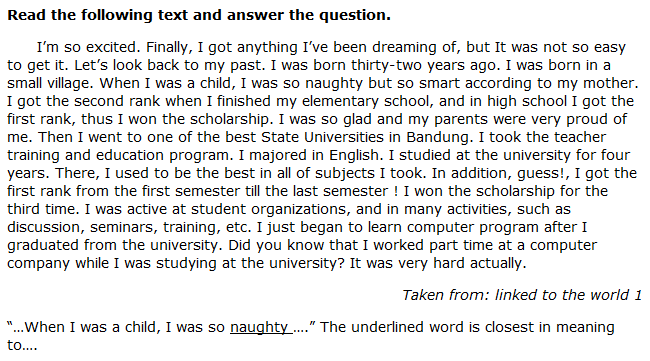 Read the following text and answer the question.
I’m so excited. Finally, I got anything I’ve been dreaming of, but It was not so easy
to get it. Let’s look back to my past. I was born thirty-two years ago. I was born in a
small village. When I was a child, I was so naughty but so smart according to my mother.
I got the second rank when I finished my elementary school, and in high school I got the
first rank, thus I won the scholarship. I was so glad and my parents were very proud of
me. Then I went to one of the best State Universities in Bandung. I took the teacher
training and education program. I majored in English. I studied at the university for four
years. There, I used to be the best in all of subjects I took. In addition, guess!, I got the
first rank from the first semester till the last semester ! I won the scholarship for the
third time. I was active at student organizations, and in many activities, such as
discussion, seminars, training, etc. I just began to learn computer program after I
graduated from the university. Did you know that I worked part time at a computer
company while I was studying at the university? It was very hard actually.
Taken from: linked to the world 1
“…When I was a child, I was so naughty ….” The underlined word is closest in meaning
to….